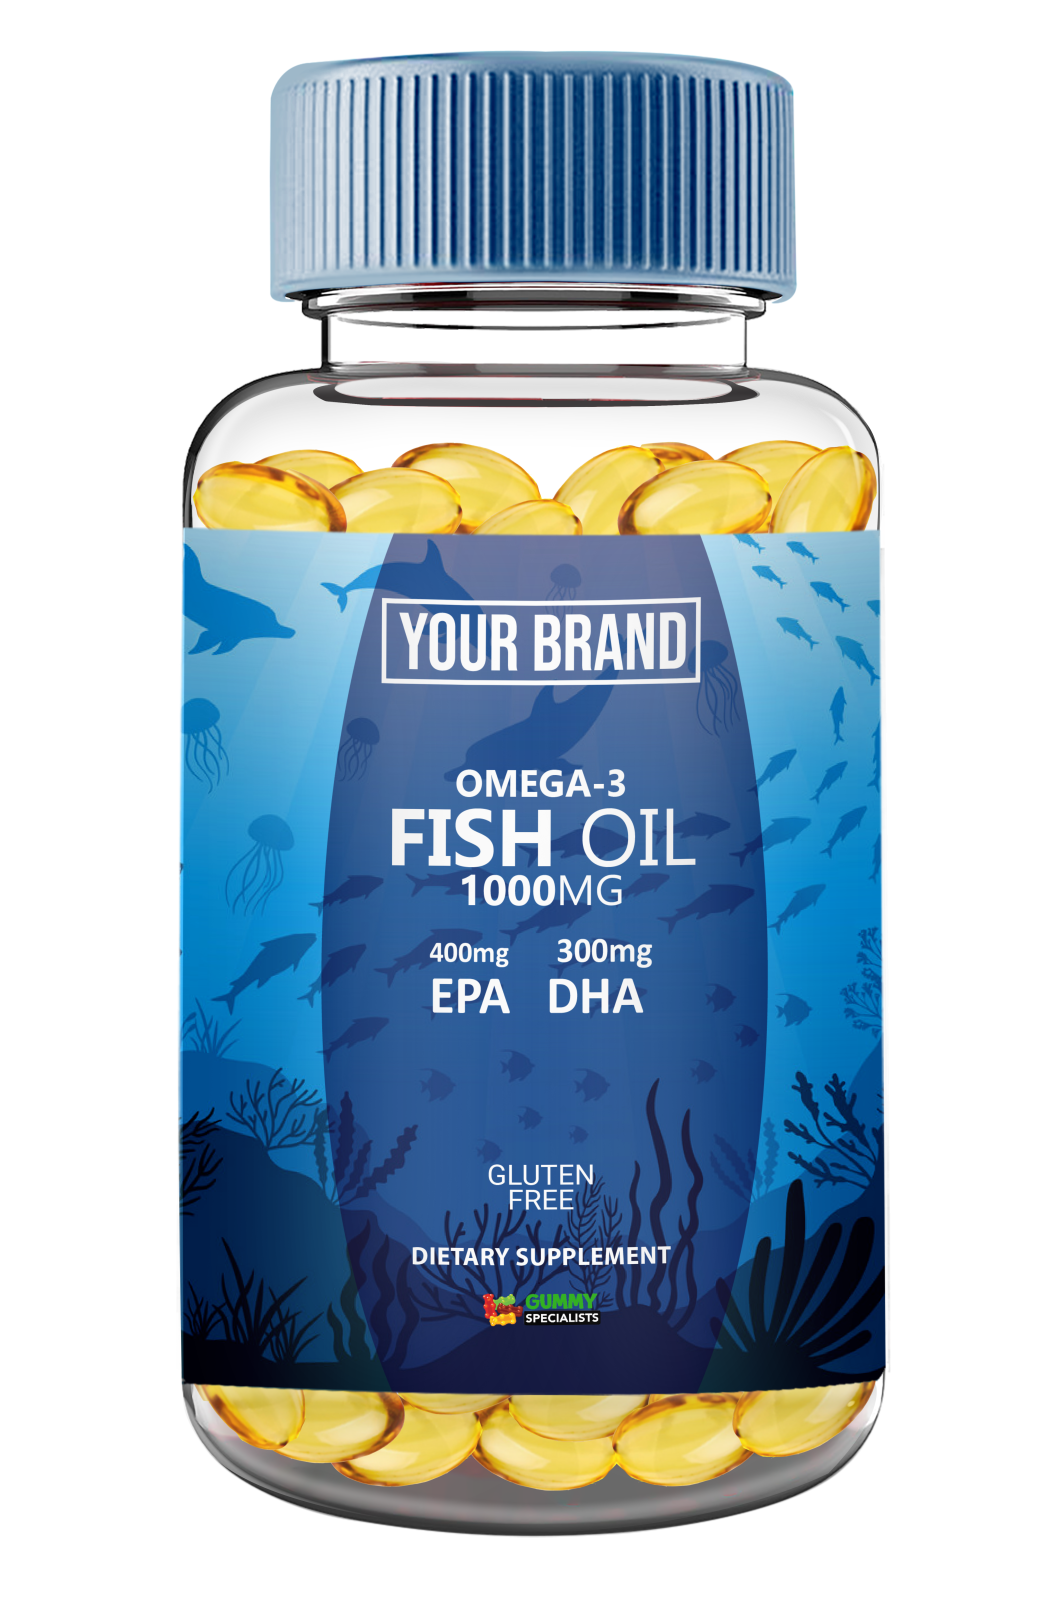 YOUR BRAND
OMEGA-3
FISH OIL
1000MG
400mg 300mg
EPA DHA
GLUTEN
FREE
DIETARY SUPPLEMENT
GUMMY
SPECIALISTS